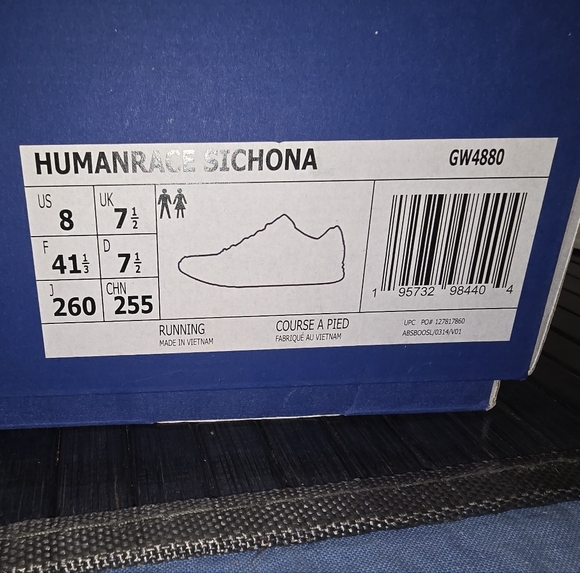 HUMANRACE SICHONA GW4880
US 8 UK 7½
F 41⅓ D 7½
J 260 CHN 255
1 95732 98440 4
RUNNING COURSE A PIED
MADE IN VIETNAM FABRIQUÉ AU VIETNAM
UPC PO# 127817860
ABSBOOSL/0314/V01